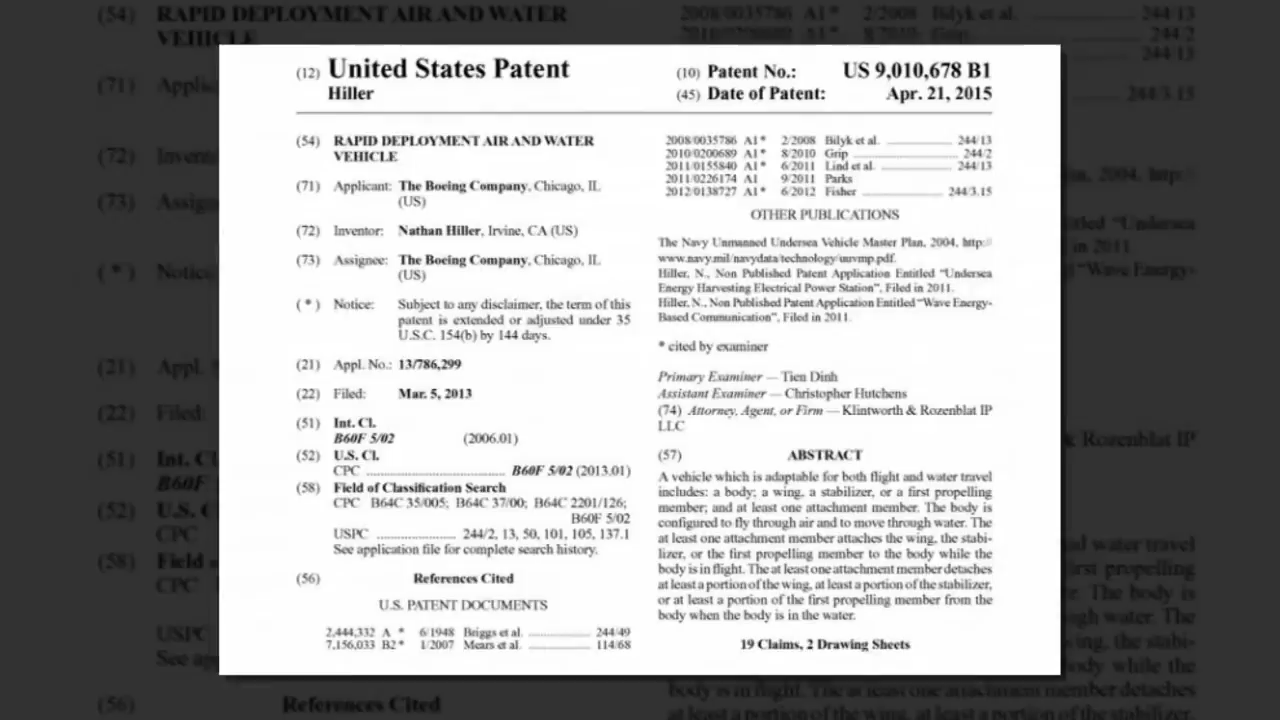 (12) United States Patent
Hiller
(10) Patent No.: US 9,010,678 B1
(45) Date of Patent: Apr. 21, 2015
(54) RAPID DEPLOYMENT AIR AND WATER
VEHICLE
(71) Applicant: The Boeing Company, Chicago, IL
(US)
(72) Inventor: Nathan Hiller, Irvine, CA (US)
(73) Assignee: The Boeing Company, Chicago, IL
(US)
( * ) Notice: Subject to any disclaimer, the term of this
patent is extended or adjusted under 35
U.S.C. 154(b) by 144 days.
(21) Appl. No.: 13/786,299
(22) Filed: Mar. 5, 2013
(51) Int. Cl.
B60F 5/02 (2006.01)
(52) U.S. Cl.
CPC .................................... B60F 5/02 (2013.01)
(58) Field of Classification Search
CPC B64C 35/005; B64C 37/00; B64C 2201/126;
B60F 5/02
USPC .................... 244/2, 13, 50, 101, 105, 137.1
See application file for complete search history.
(56) References Cited
U.S. PATENT DOCUMENTS
2,444,332 A * 6/1948 Briggs et al. ...................... 244/49
7,156,033 B2 * 1/2007 Mears et al. ...................... 114/68
2008/0035786 A1 * 2/2008 Bilyk et al. ................ 244/13
2010/0200689 A1 * 8/2010 Grip ............................ 244/2
2011/0155840 A1 * 6/2011 Lind et al. .................. 244/13
2011/0226174 A1 9/2011 Parks
2012/0138727 A1 * 6/2012 Fisher ...................... 244/3.15
OTHER PUBLICATIONS
The Navy Unmanned Undersea Vehicle Master Plan, 2004, http://
www.navy.mil/navydata/technology/uuvmp.pdf.
Hiller, N., Non Published Patent Application Entitled “Undersea
Energy Harvesting Electrical Power Station”, Filed in 2011.
Hiller, N., Non Published Patent Application Entitled “Wave Energy-
Based Communication”, Filed in 2011.
* cited by examiner
Primary Examiner — Tien Dinh
Assistant Examiner — Christopher Hutchens
(74) Attorney, Agent, or Firm — Klintworth & Rozenblat IP
LLC
(57) ABSTRACT
A vehicle which is adaptable for both flight and water travel
includes: a body; a wing, a stabilizer, or a first propelling
member; and at least one attachment member. The body is
configured to fly through air and to move through water. The
at least one attachment member attaches the wing, the stabi-
lizer, or the first propelling member to the body while the
body is in flight. The at least one attachment member detaches
at least a portion of the wing, at least a portion of the stabilizer,
or at least a portion of the first propelling member from the
body when the body is in the water.
19 Claims, 2 Drawing Sheets